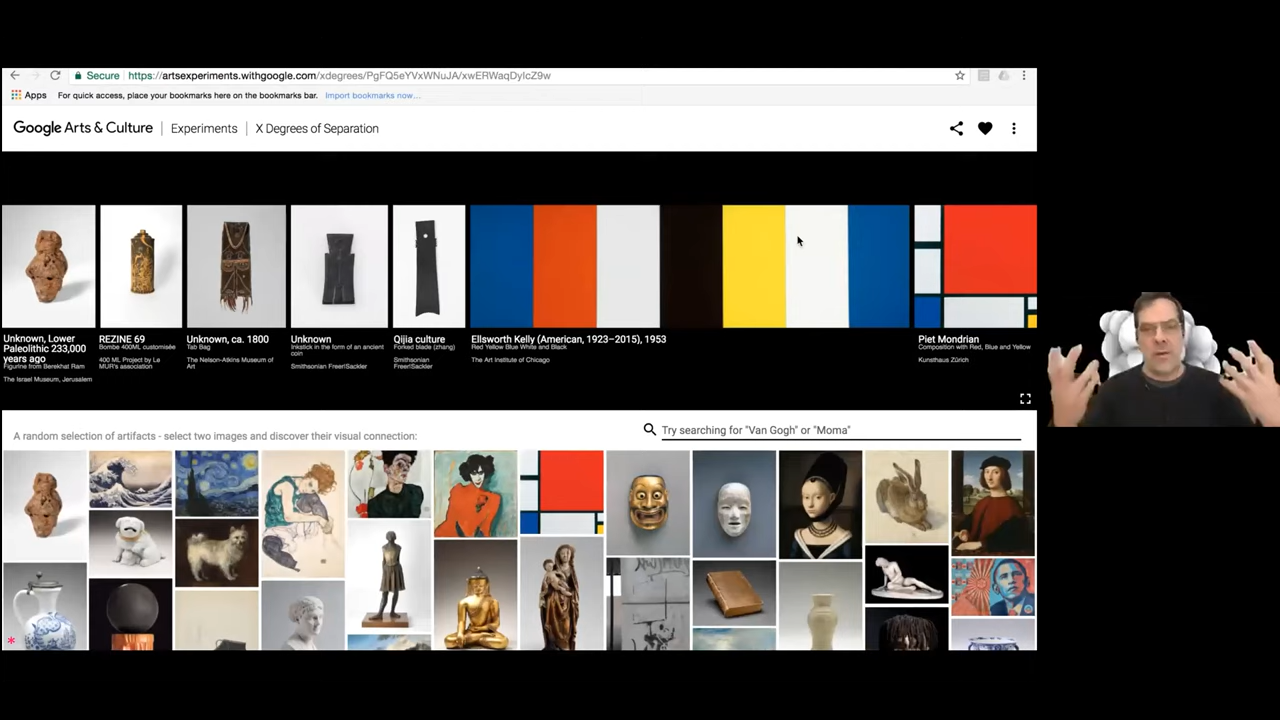 Secure https://artsexperiments.withgoogle.com/xdegrees/PgFQ5eYVxWNuJA/xwERWaqDyIcZ9w
Apps For quick access, place your bookmarks here on the bookmarks bar. Import bookmarks now...
Google Arts & Culture Experiments X Degrees of Separation
Unknown, Lower
Paleolithic 233,000
years ago
Figurine from Berekhat Ram
The Israel Museum, Jerusalem
REZINE 69
Bombe 400ML customisée
400 ML Project by Le
MUR's association
Unknown, ca. 1800
Tab Bag
The Nelson-Atkins Museum of
Art
Unknown
Inkstick in the form of an ancient
coin
Smithsonian Freer|Sackler
Qijia culture
Forked blade (zhang)
Smithsonian
Freer|Sackler
Ellsworth Kelly (American, 1923–2015), 1953
Red Yellow Blue White and Black
The Art Institute of Chicago
Piet Mondrian
Composition with Red, Blue and Yellow
Kunsthaus Zürich
A random selection of artifacts - select two images and discover their visual connection:
Try searching for "Van Gogh" or "Moma"